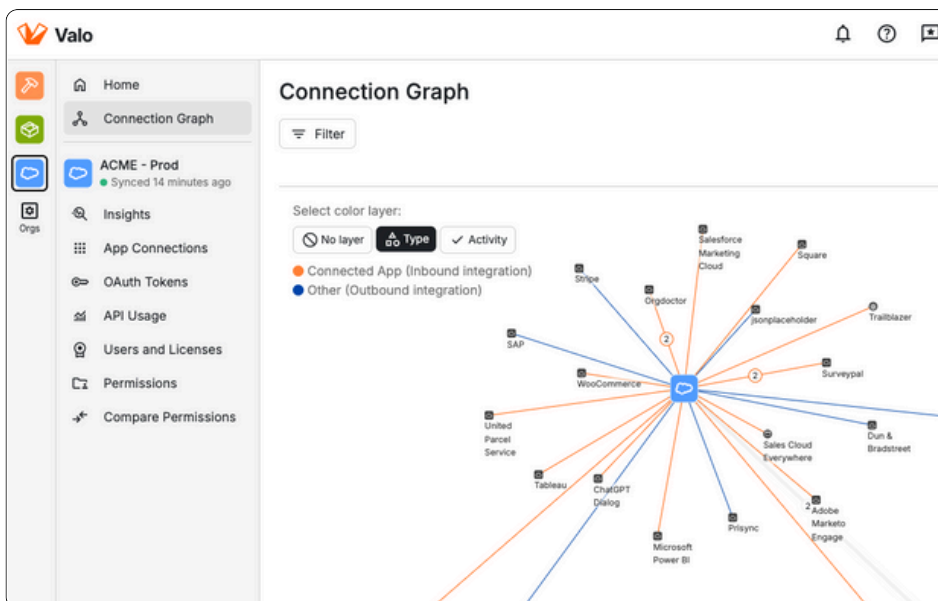 Valo
Home
Connection Graph
ACME - Prod
Synced 14 minutes ago
Orgs
Insights
App Connections
OAuth Tokens
API Usage
Users and Licenses
Permissions
Compare Permissions
Connection Graph
Filter
Select color layer:
No layer
Type
Activity
Connected App (Inbound integration)
Other (Outbound integration)
Salesforce
Marketing
Cloud
Square
Stripe
Orgdoctor
jsonplaceholder
Trailblazer
SAP
2
WooCommerce
2
Surveypal
United
Parcel
Service
Dun &
Bradstreet
Sales Cloud
Everywhere
Tableau
ChatGPT
Dialog
2
Adobe
Marketo
Engage
Prisync
Microsoft
Power BI